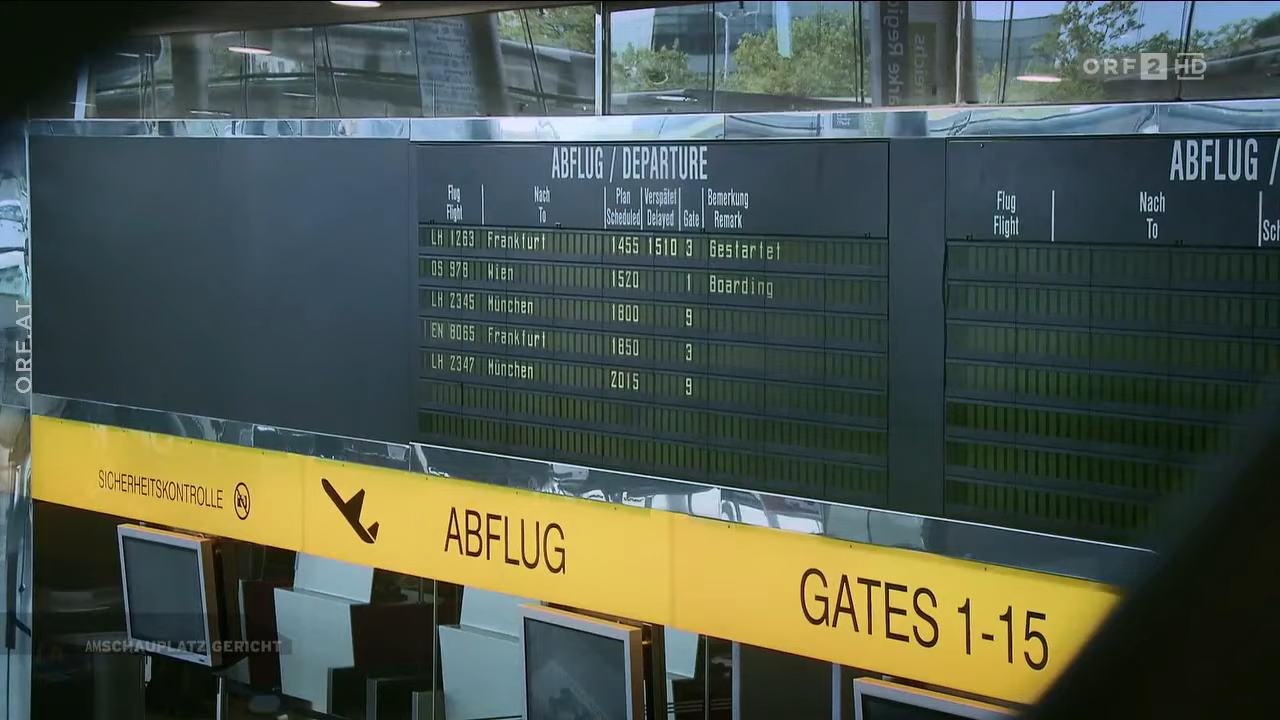 ORF 2 HD
ABFLUG / DEPARTURE
Flug Nach Plan Verspätet Bemerkung
Flight To Scheduled Delayed Gate Remark
LH 1263 Frankfurt 1455 1510 3 Gestartet
OS 978 Wien 1520 1 Boarding
LH 2345 München 1800 9
EN 8065 Frankfurt 1850 3
LH 2347 München 2015 9
ABFLUG /
Flug Nach
Flight To Sch
ORF.AT
SICHERHEITSKONTROLLE
ABFLUG
GATES 1-15
AMSCHAUPLATZ GERICHT